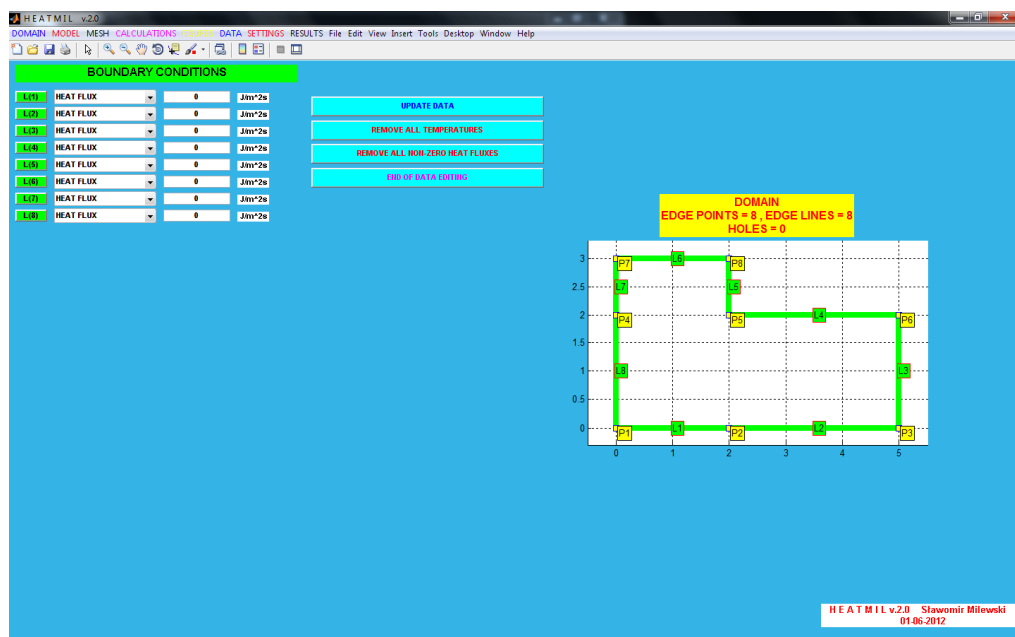 HEATMIL v.2.0
DOMAIN MODEL MESH CALCULATIONS DATA SETTINGS RESULTS File Edit View Insert Tools Desktop Window Help
BOUNDARY CONDITIONS
L(1) HEAT FLUX 0 J/m^2s
L(2) HEAT FLUX 0 J/m^2s
L(3) HEAT FLUX 0 J/m^2s
L(4) HEAT FLUX 0 J/m^2s
L(5) HEAT FLUX 0 J/m^2s
L(6) HEAT FLUX 0 J/m^2s
L(7) HEAT FLUX 0 J/m^2s
L(8) HEAT FLUX 0 J/m^2s
UPDATE DATA
REMOVE ALL TEMPERATURES
REMOVE ALL NON-ZERO HEAT FLUXES
END OF DATA EDITING
DOMAIN
EDGE POINTS = 8 , EDGE LINES = 8
HOLES = 0
3 P7 L6 P8
2.5 L7 L5
2 P4 P5 L4 P6
1.5
1 L8 L3
0.5
0 P1 L1 P2 L2 P3
0 1 2 3 4 5
H E A T M I L v.2.0 Sławomir Milewski
01-06-2012